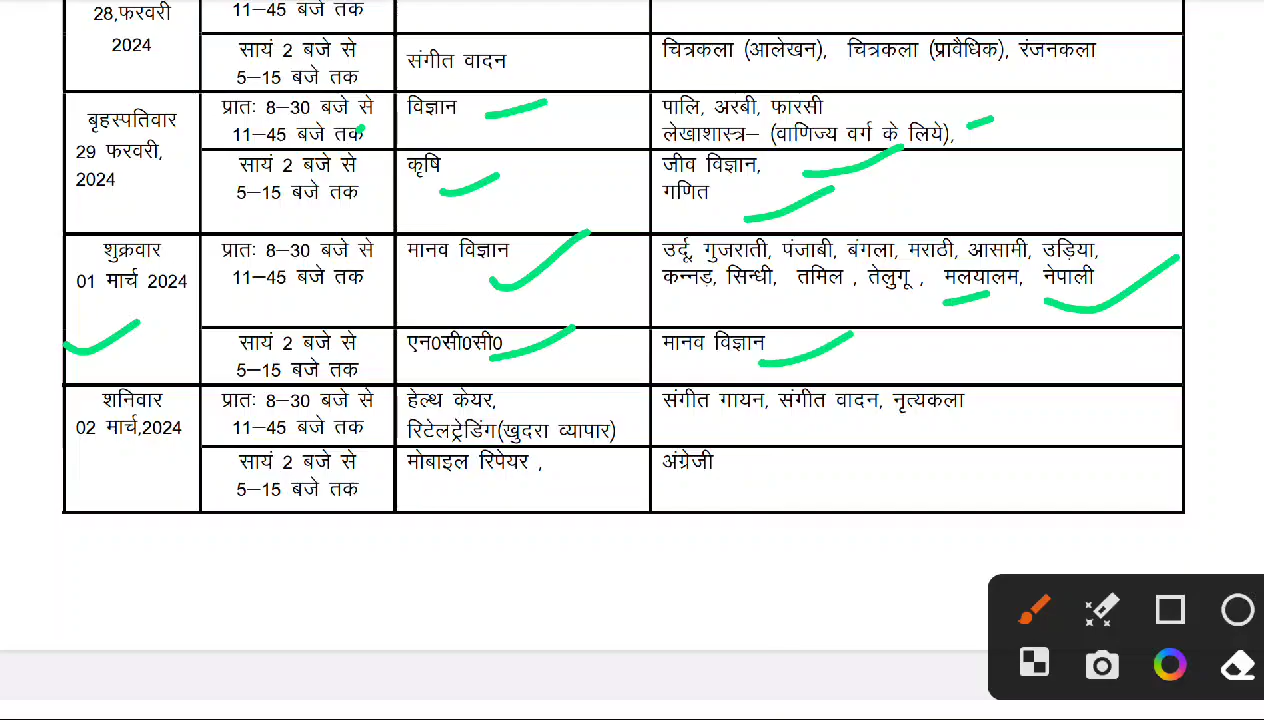 28,फरवरी
2024
11–45 बजे तक
सायं 2 बजे से
5–15 बजे तक
संगीत वादन
चित्रकला (आलेखन), चित्रकला (प्रावैधिक), रंजनकला
बृहस्पतिवार
29 फरवरी,
2024
प्रातः 8–30 बजे से
11–45 बजे तक
विज्ञान
पालि, अरबी, फारसी
लेखाशास्त्र– (वाणिज्य वर्ग के लिये),
सायं 2 बजे से
5–15 बजे तक
कृषि
जीव विज्ञान,
गणित
शुक्रवार
01 मार्च 2024
प्रातः 8–30 बजे से
11–45 बजे तक
मानव विज्ञान
उर्दू, गुजराती, पंजाबी, बंगला, मराठी, आसामी, उड़िया,
कन्नड़, सिन्धी, तमिल , तेलुगू , मलयालम, नेपाली
सायं 2 बजे से
5–15 बजे तक
एन0सी0सी0
मानव विज्ञान
शनिवार
02 मार्च,2024
प्रातः 8–30 बजे से
11–45 बजे तक
हेल्थ केयर,
रिटेलट्रेडिंग(खुदरा व्यापार)
संगीत गायन, संगीत वादन, नृत्यकला
सायं 2 बजे से
5–15 बजे तक
मोबाइल रिपेयर ,
अंग्रेजी